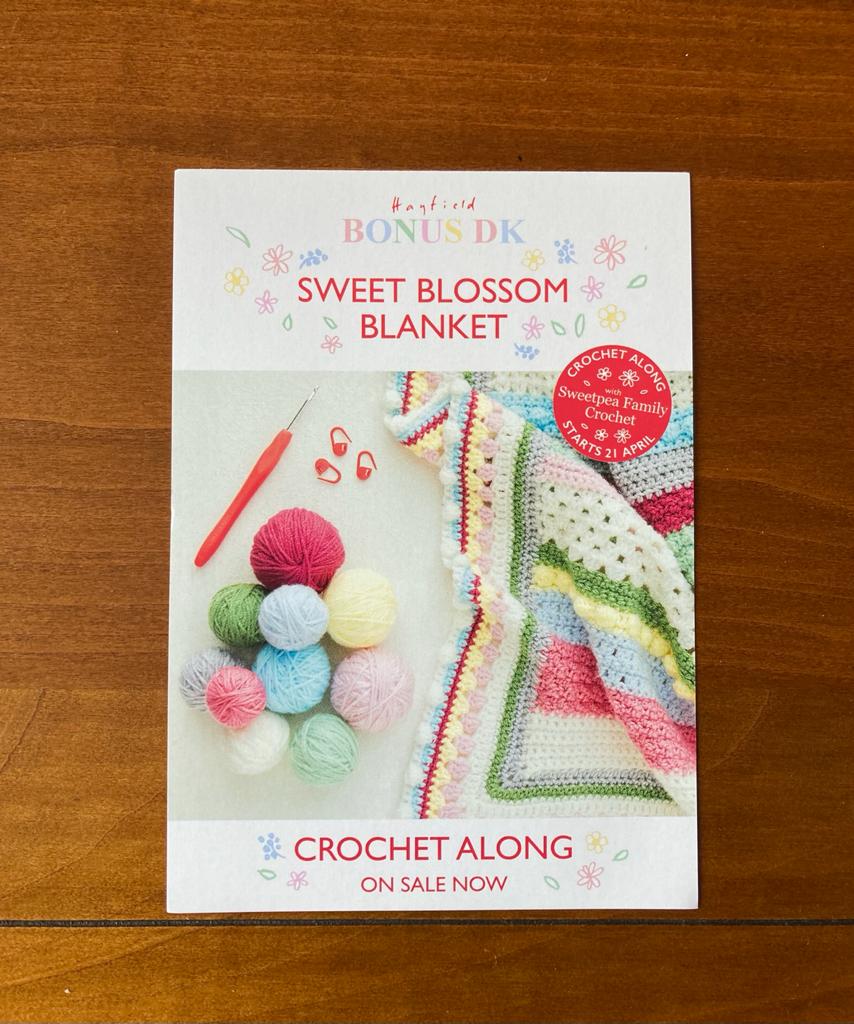 Hayfield
BONUS DK
SWEET BLOSSOM
BLANKET
CROCHET ALONG
with
Sweetpea Family
Crochet
STARTS 21 APRIL
CROCHET ALONG
ON SALE NOW